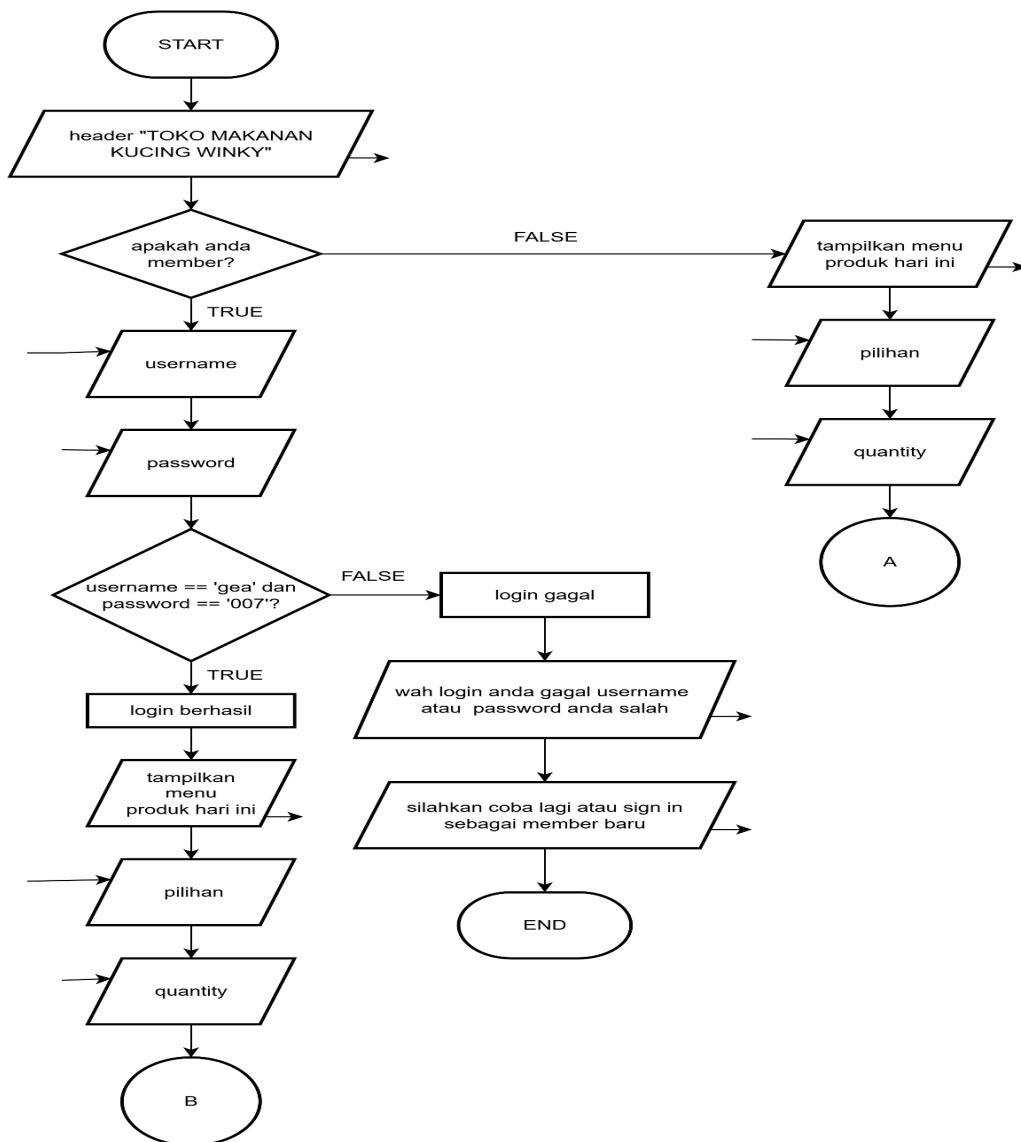 START
header "TOKO MAKANAN
KUCING WINKY"
apakah anda
member?
FALSE
TRUE
tampilkan menu
produk hari ini
pilihan
quantity
A
username
password
username == 'gea' dan
password == '007'?
FALSE
TRUE
login gagal
wah login anda gagal username
atau password anda salah
silahkan coba lagi atau sign in
sebagai member baru
END
login berhasil
tampilkan
menu
produk hari ini
pilihan
quantity
B